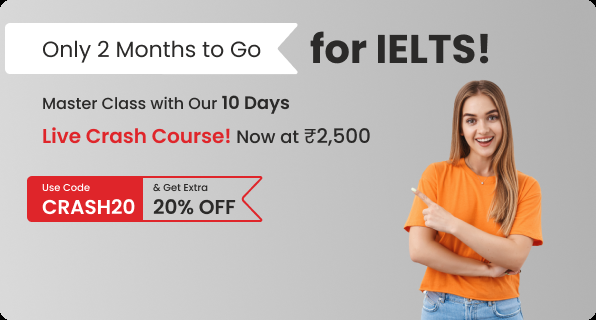 Only 2 Months to Go for IELTS!
Master Class with Our 10 Days
Live Crash Course! Now at ₹2,500
Use Code
CRASH20
& Get Extra
20% OFF